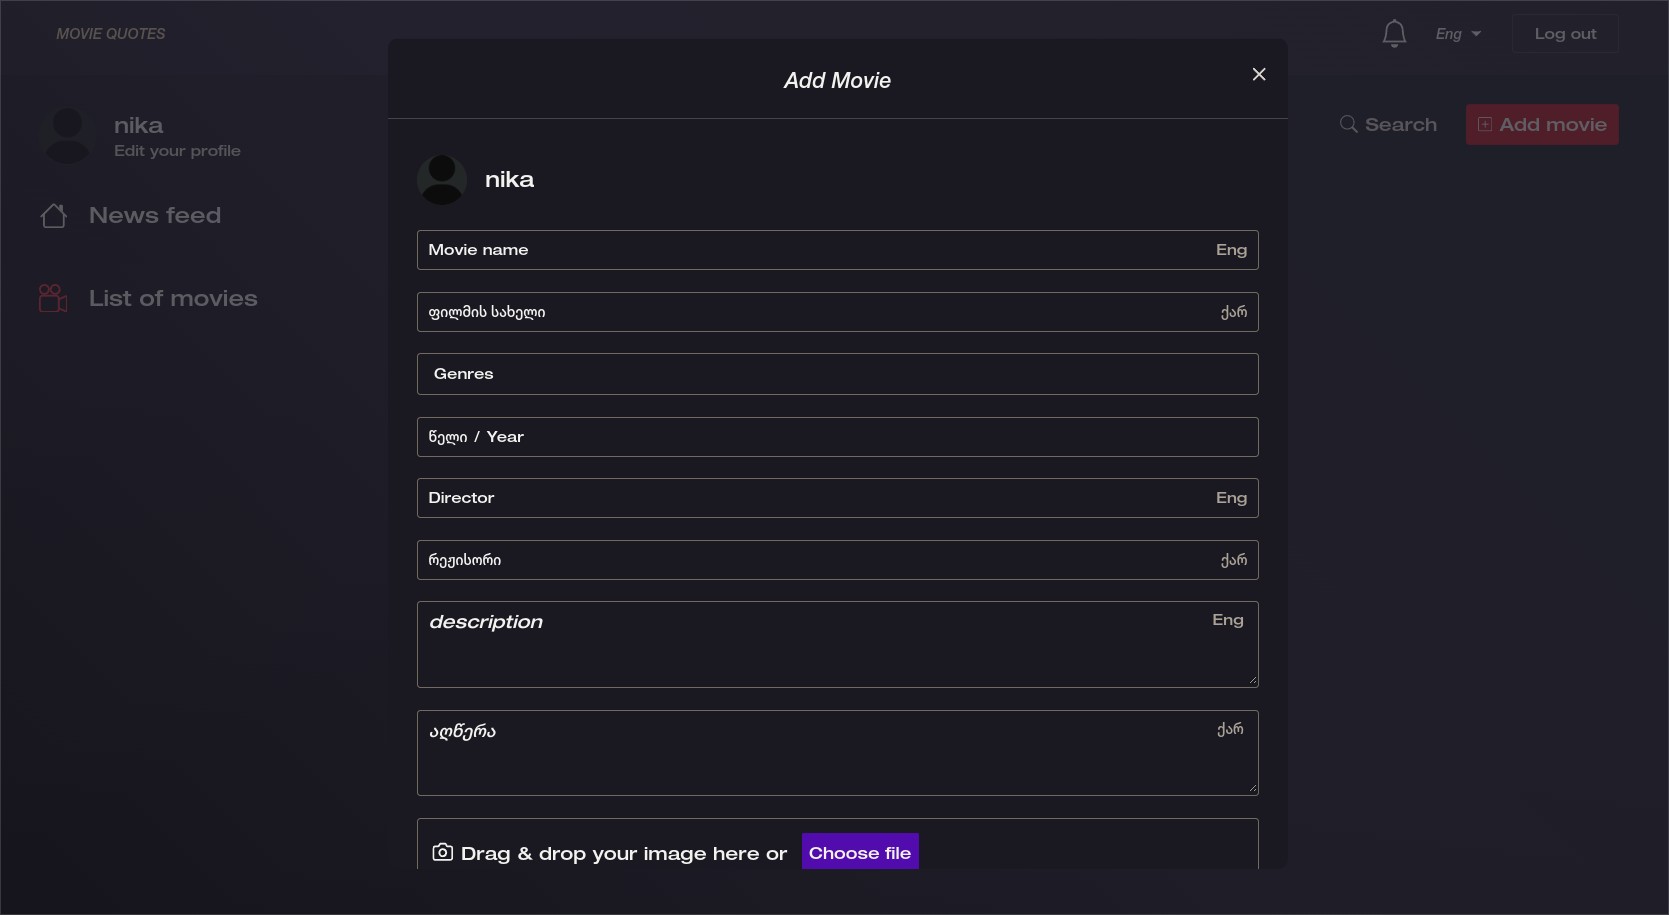 MOVIE QUOTES
Eng
Log out
nika
Edit your profile
News feed
List of movies
Search
Add movie
Add Movie
nika
Movie name Eng
ფილმის სახელი ქარ
Genres
წელი / Year
Director Eng
რეჟისორი ქარ
description Eng
აღწერა ქარ
Drag & drop your image here or Choose file